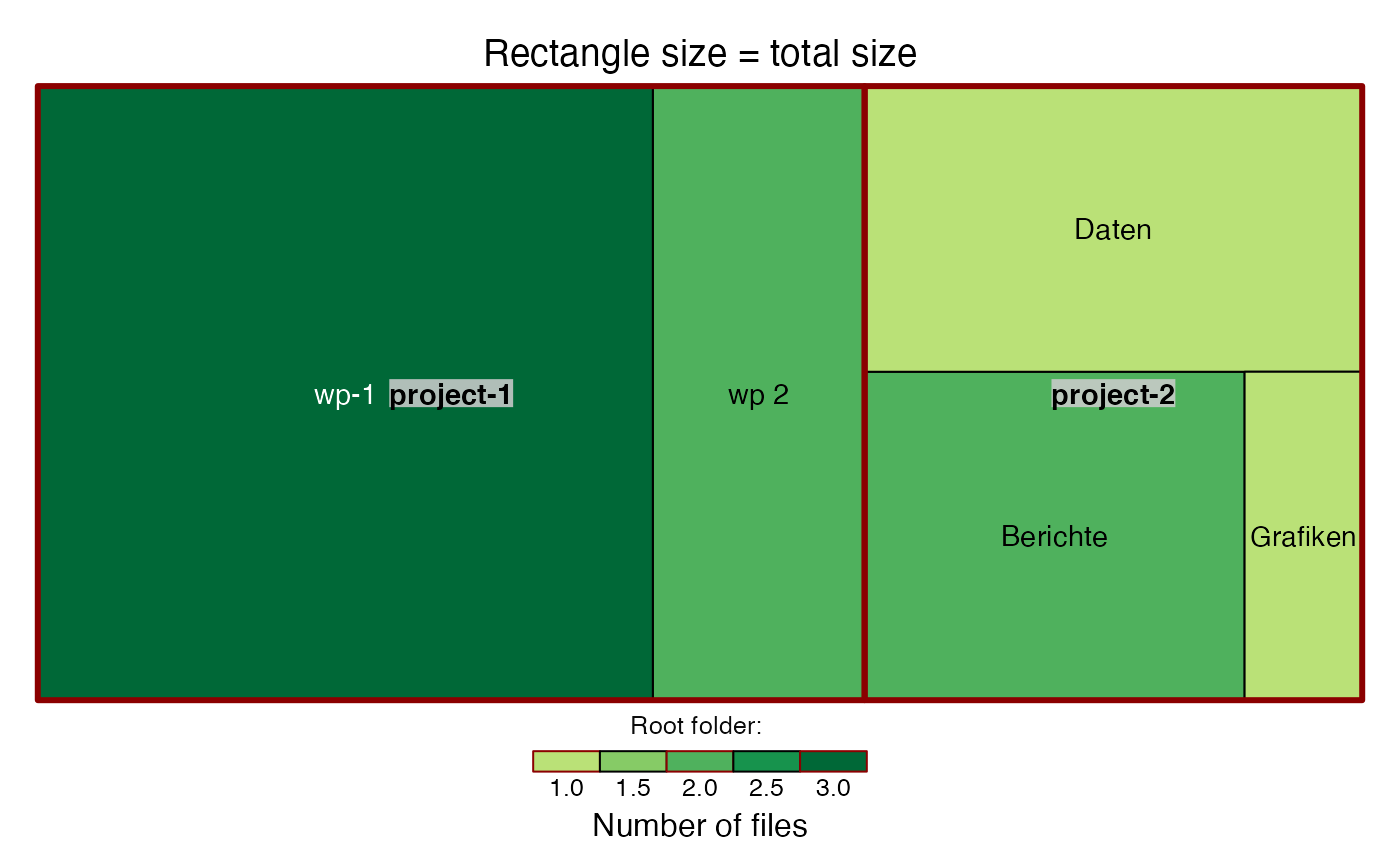 Rectangle size = total size
Daten
wp-1 project-1
wp 2
project-2
Berichte
Grafiken
Root folder:
1.0 1.5 2.0 2.5 3.0
Number of files